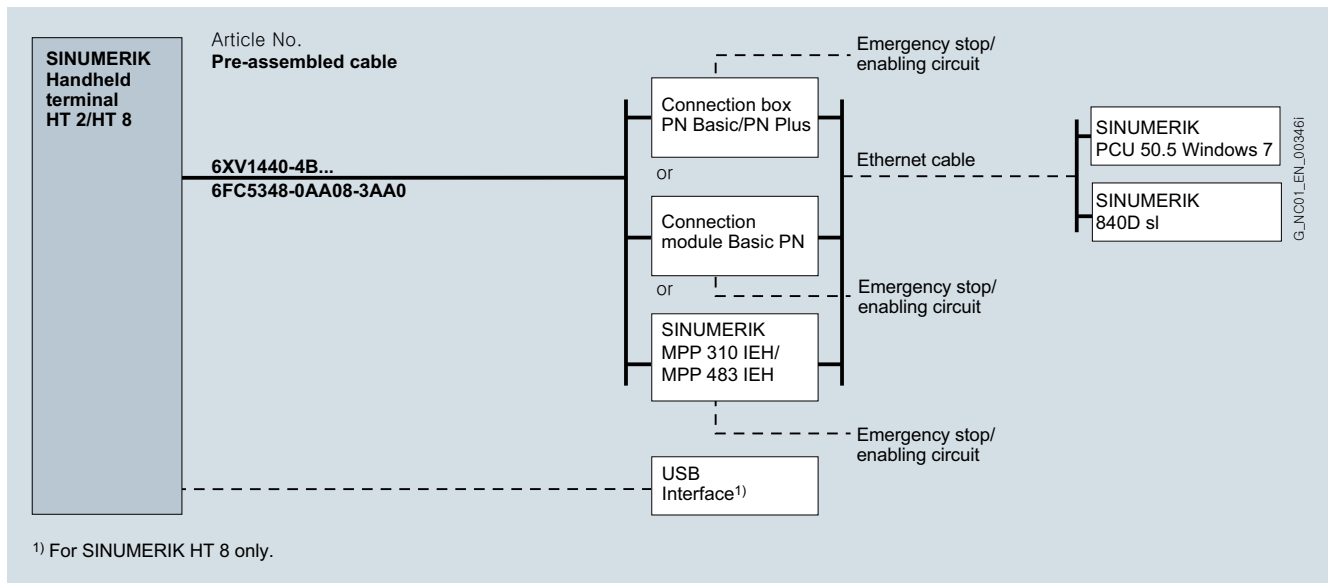 SINUMERIK
Handheld
terminal
HT 2/HT 8
Article No.
Pre-assembled cable
6XV1440-4B...
6FC5348-0AA08-3AA0
Emergency stop/
enabling circuit
Connection box
PN Basic/PN Plus
or
Connection
module Basic PN
or
SINUMERIK
MPP 310 IEH/
MPP 483 IEH
Ethernet cable
Emergency stop/
enabling circuit
Emergency stop/
enabling circuit
USB
Interface1)
SINUMERIK
PCU 50.5 Windows 7
SINUMERIK
840D sl
G_NC01_EN_00346i
1) For SINUMERIK HT 8 only.